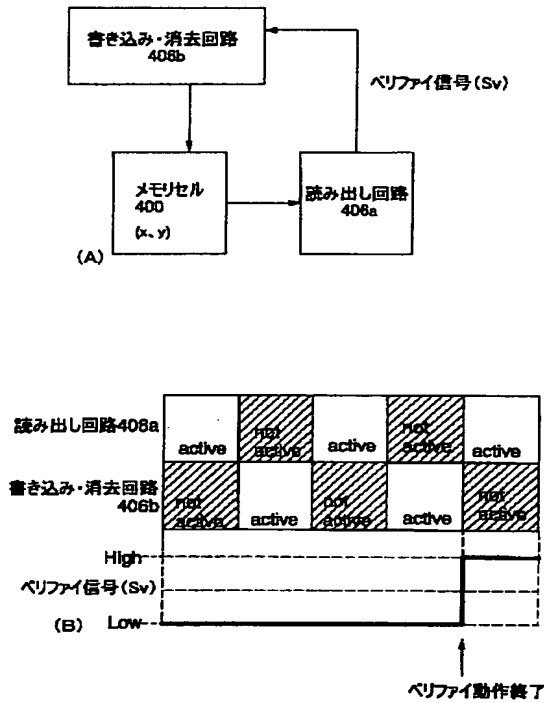 書き込み・消去回路
406b
ベリファイ信号(Sv)
メモリセル
400
(x、y)
読み出し回路
406a
(A)
読み出し回路406a
active
not
active
active
not
active
active
書き込み・消去回路
406b
not
active
active
not
active
active
not
active
High
ベリファイ信号(Sv)
(B)
Low
ベリファイ動作終了